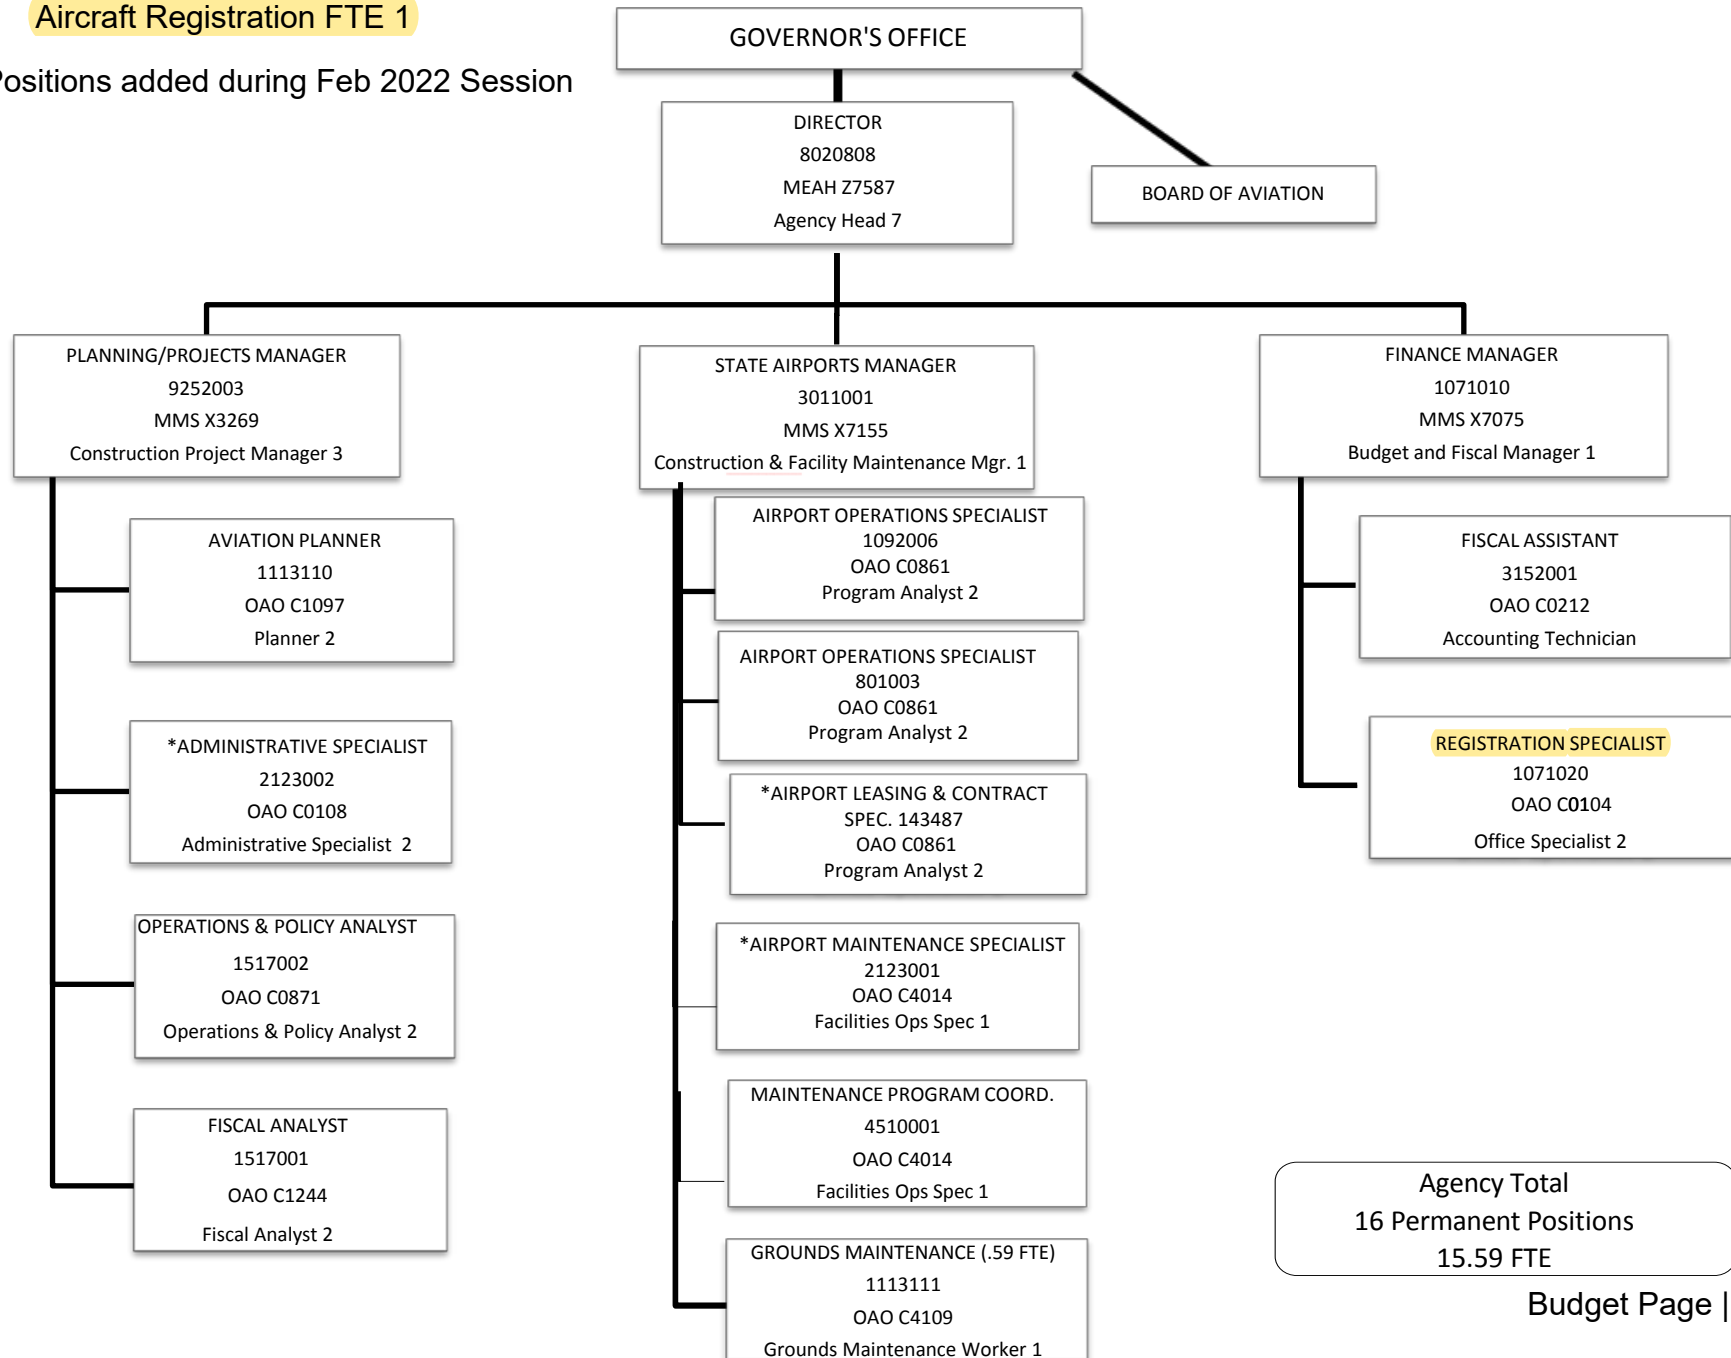 Aircraft Registration FTE 1
Positions added during Feb 2022 Session
GOVERNOR'S OFFICE
DIRECTOR
8020808
MEAH Z7587
Agency Head 7
BOARD OF AVIATION
PLANNING/PROJECTS MANAGER
9252003
MMS X3269
Construction Project Manager 3
STATE AIRPORTS MANAGER
3011001
MMS X7155
Construction & Facility Maintenance Mgr. 1
FINANCE MANAGER
1071010
MMS X7075
Budget and Fiscal Manager 1
AVIATION PLANNER
1113110
OAO C1097
Planner 2
*ADMINISTRATIVE SPECIALIST
2123002
OAO C0108
Administrative Specialist 2
OPERATIONS & POLICY ANALYST
1517002
OAO C0871
Operations & Policy Analyst 2
FISCAL ANALYST
1517001
OAO C1244
Fiscal Analyst 2
AIRPORT OPERATIONS SPECIALIST
1092006
OAO C0861
Program Analyst 2
AIRPORT OPERATIONS SPECIALIST
801003
OAO C0861
Program Analyst 2
*AIRPORT LEASING & CONTRACT
SPEC. 143487
OAO C0861
Program Analyst 2
*AIRPORT MAINTENANCE SPECIALIST
2123001
OAO C4014
Facilities Ops Spec 1
MAINTENANCE PROGRAM COORD.
4510001
OAO C4014
Facilities Ops Spec 1
GROUNDS MAINTENANCE (.59 FTE)
1113111
OAO C4109
Grounds Maintenance Worker 1
FISCAL ASSISTANT
3152001
OAO C0212
Accounting Technician
REGISTRATION SPECIALIST
1071020
OAO C0104
Office Specialist 2
Agency Total
16 Permanent Positions
15.59 FTE
Budget Page |